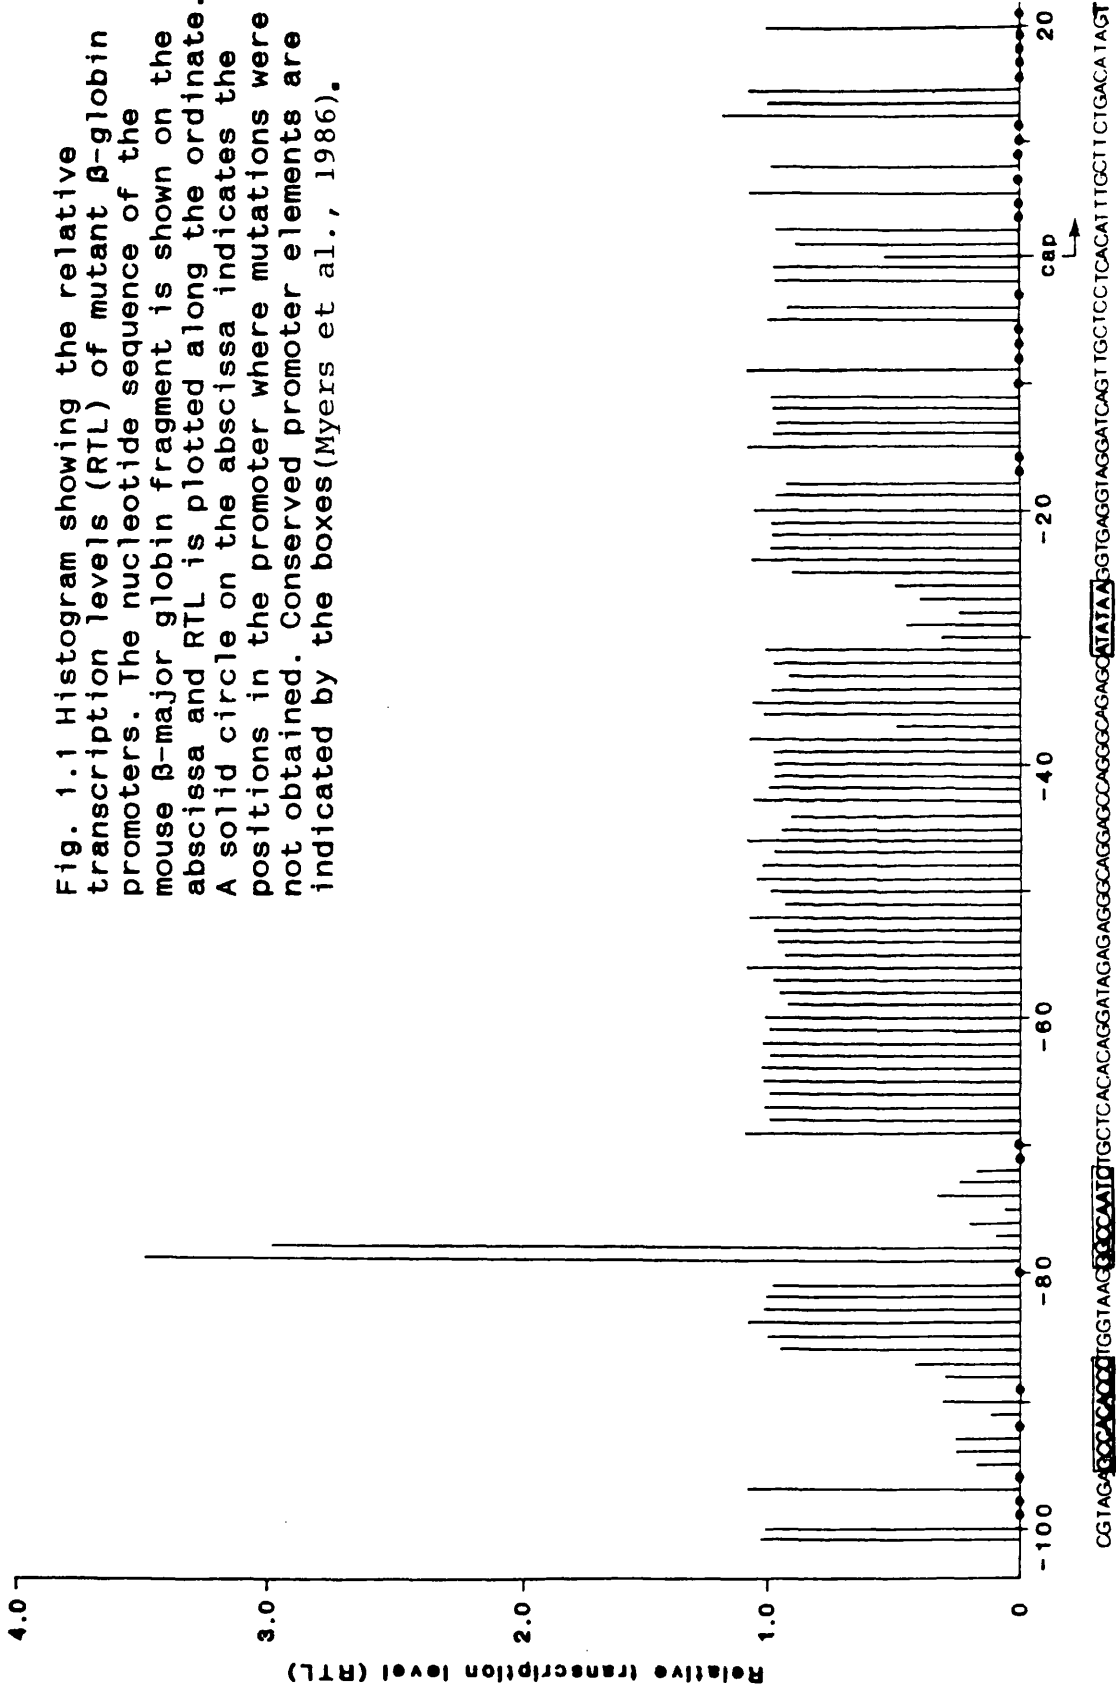 Fig. 1.1 Histogram showing the relative
transcription levels (RTL) of mutant β-globin
promoters. The nucleotide sequence of the
mouse β-major globin fragment is shown on the
abscissa and RTL is plotted along the ordinate.
A solid circle on the abscissa indicates the
positions in the promoter where mutations were
not obtained. Conserved promoter elements are
indicated by the boxes(Myers et al., 1986).
Relative transcription level (RTL)
4.0
3.0
2.0
1.0
0
-100 -80 -60 -40 -20 cap 20
CGTAGAGCCACACCCTGGTAAGGGCCAATCTGCTCACACAGGATAGAGAGGGCAGGAGCCAGGGCAGAGCATATAAGGTGAGGTAGGATCAGTTGCTCCTCACATTTGCTTCTGACATAGT